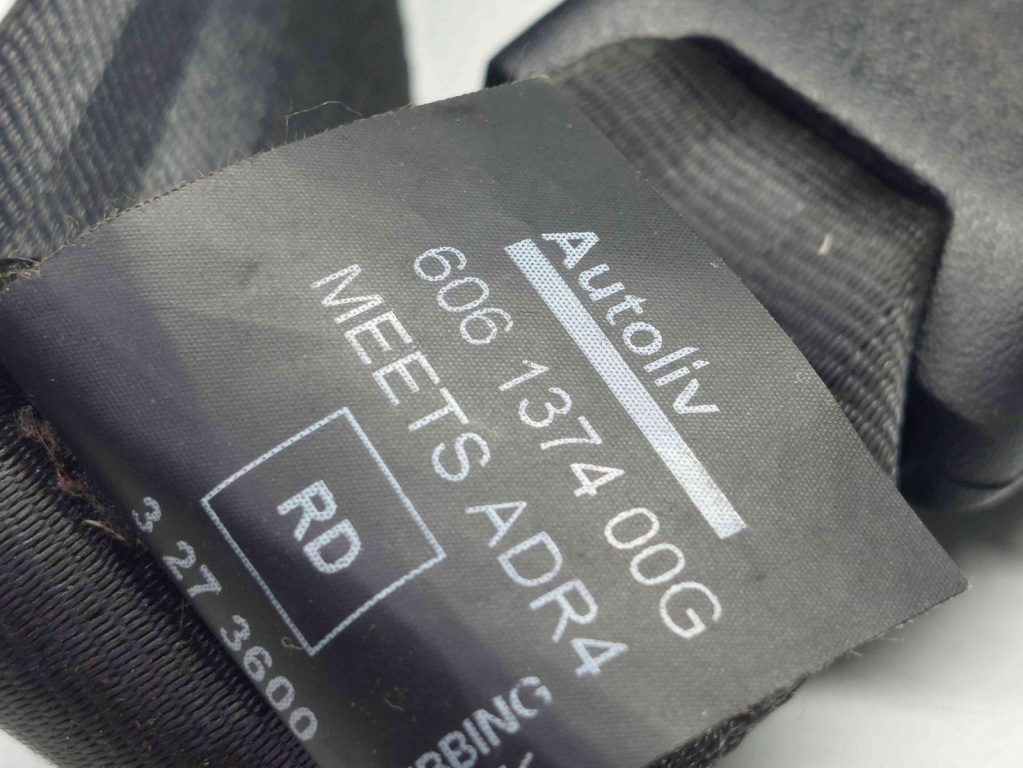 Autoliv
606 1374 00G
MEETS ADR4
RD
3 27 3600